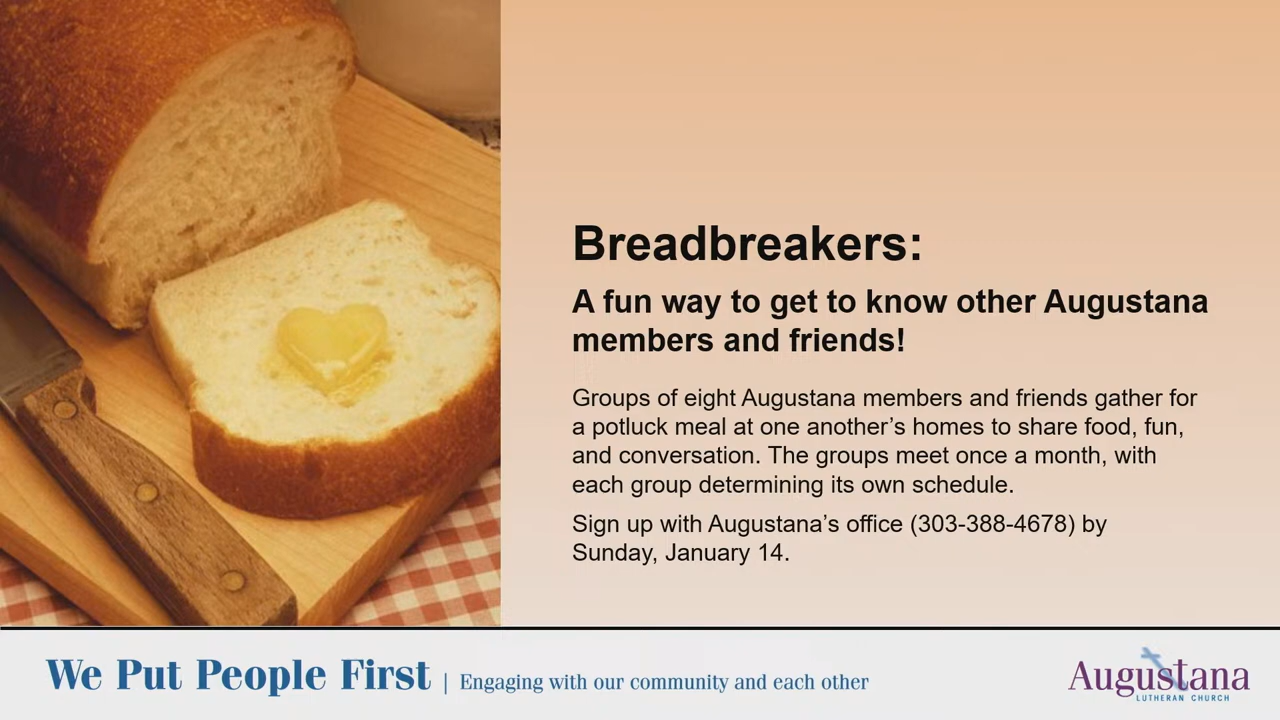 Breadbreakers:
A fun way to get to know other Augustana
members and friends!
Groups of eight Augustana members and friends gather for
a potluck meal at one another’s homes to share food, fun,
and conversation. The groups meet once a month, with
each group determining its own schedule.
Sign up with Augustana’s office (303-388-4678) by
Sunday, January 14.
We Put People First | Engaging with our community and each other
Augustana
LUTHERAN CHURCH